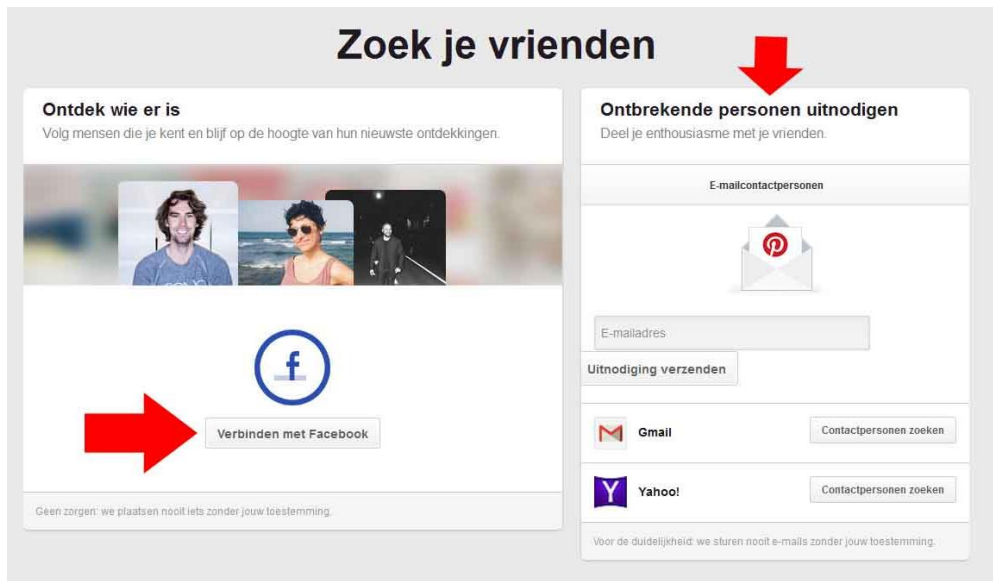 Zoek je vrienden
Ontdek wie er is
Volg mensen die je kent en blijf op de hoogte van hun nieuwste ontdekkingen.
Verbinden met Facebook
Geen zorgen: we plaatsen nooit iets zonder jouw toestemming.
Ontbrekende personen uitnodigen
Deel je enthousiasme met je vrienden.
E-mailcontactpersonen
E-mailadres
Uitnodiging verzenden
Gmail
Contactpersonen zoeken
Yahoo!
Contactpersonen zoeken
Voor de duidelijkheid: we sturen nooit e-mails zonder jouw toestemming.